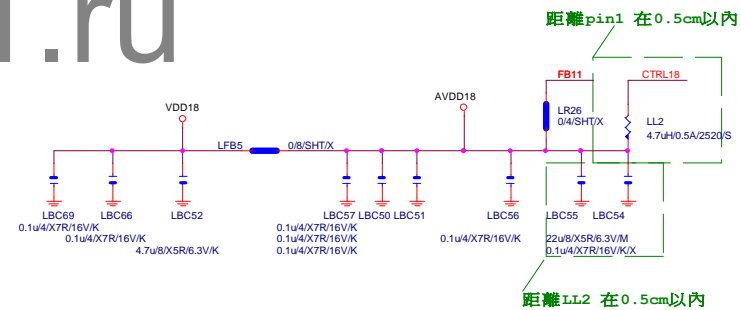 1.ru
距離pin1 在0.5cm以內
FB11
CTRL18
AVDD18
VDD18
LR26
0/4/SHT/X
LL2
4.7uH/0.5A/2520/S
LFB5
0/8/SHT/X
LBC69
LBC66
LBC52
LBC57
LBC50
LBC51
LBC56
LBC55
LBC54
0.1u/4/X7R/16V/K
0.1u/4/X7R/16V/K
4.7u/8/X5R/6.3V/K
0.1u/4/X7R/16V/K
0.1u/4/X7R/16V/K
0.1u/4/X7R/16V/K
0.1u/4/X7R/16V/K
22u/8/X5R/6.3V/M
0.1u/4/X7R/16V/K/X
距離LL2 在0.5cm以內